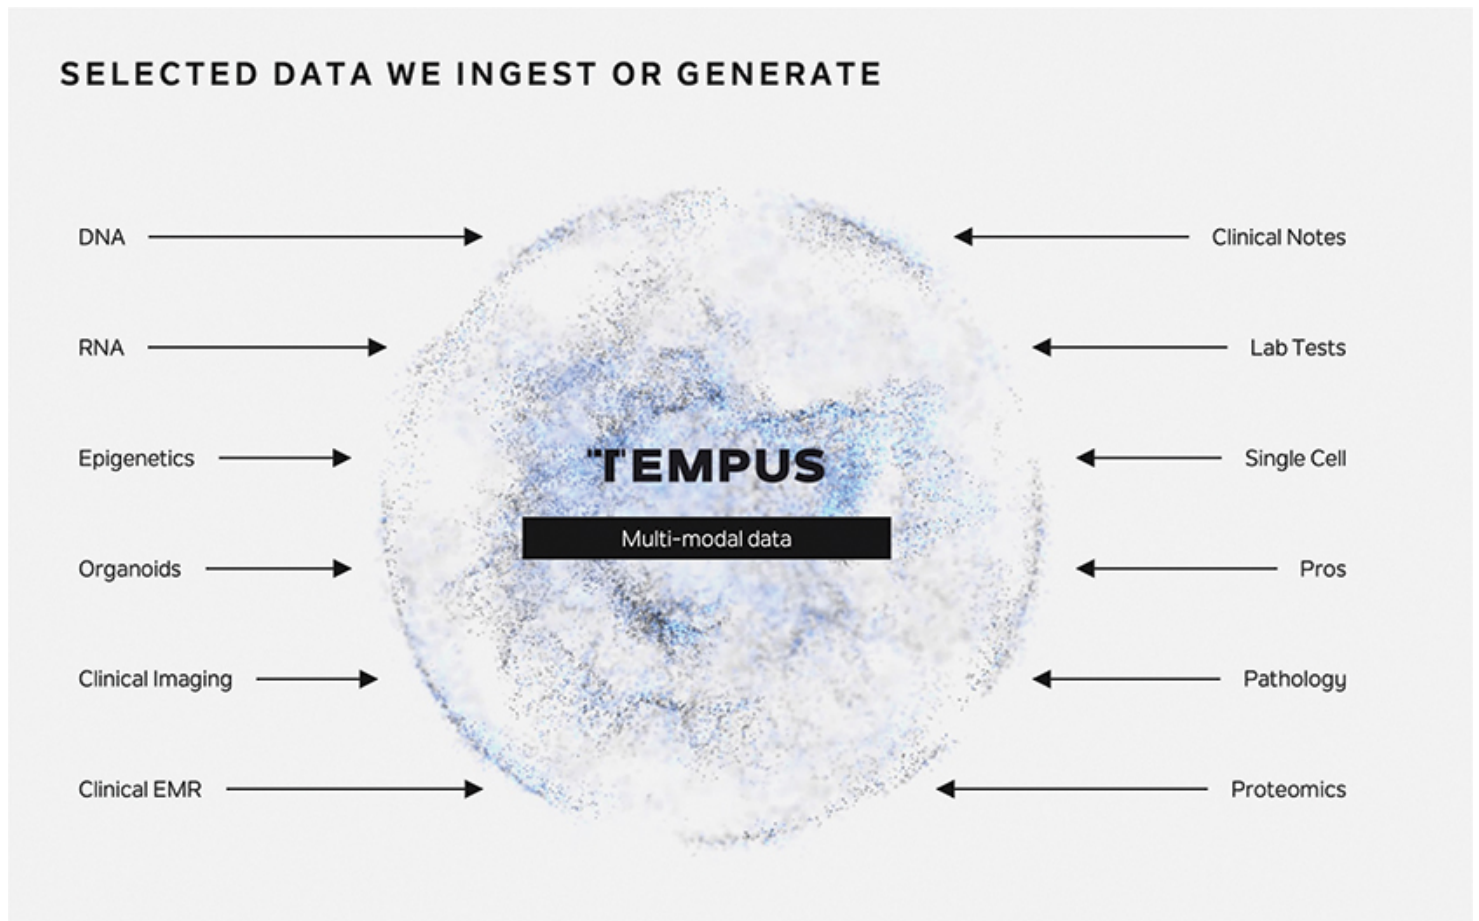 SELECTED DATA WE INGEST OR GENERATE
DNA
Clinical Notes
RNA
Lab Tests
Epigenetics
Single Cell
TEMPUS
Multi-modal data
Organoids
Pros
Clinical Imaging
Pathology
Clinical EMR
Proteomics